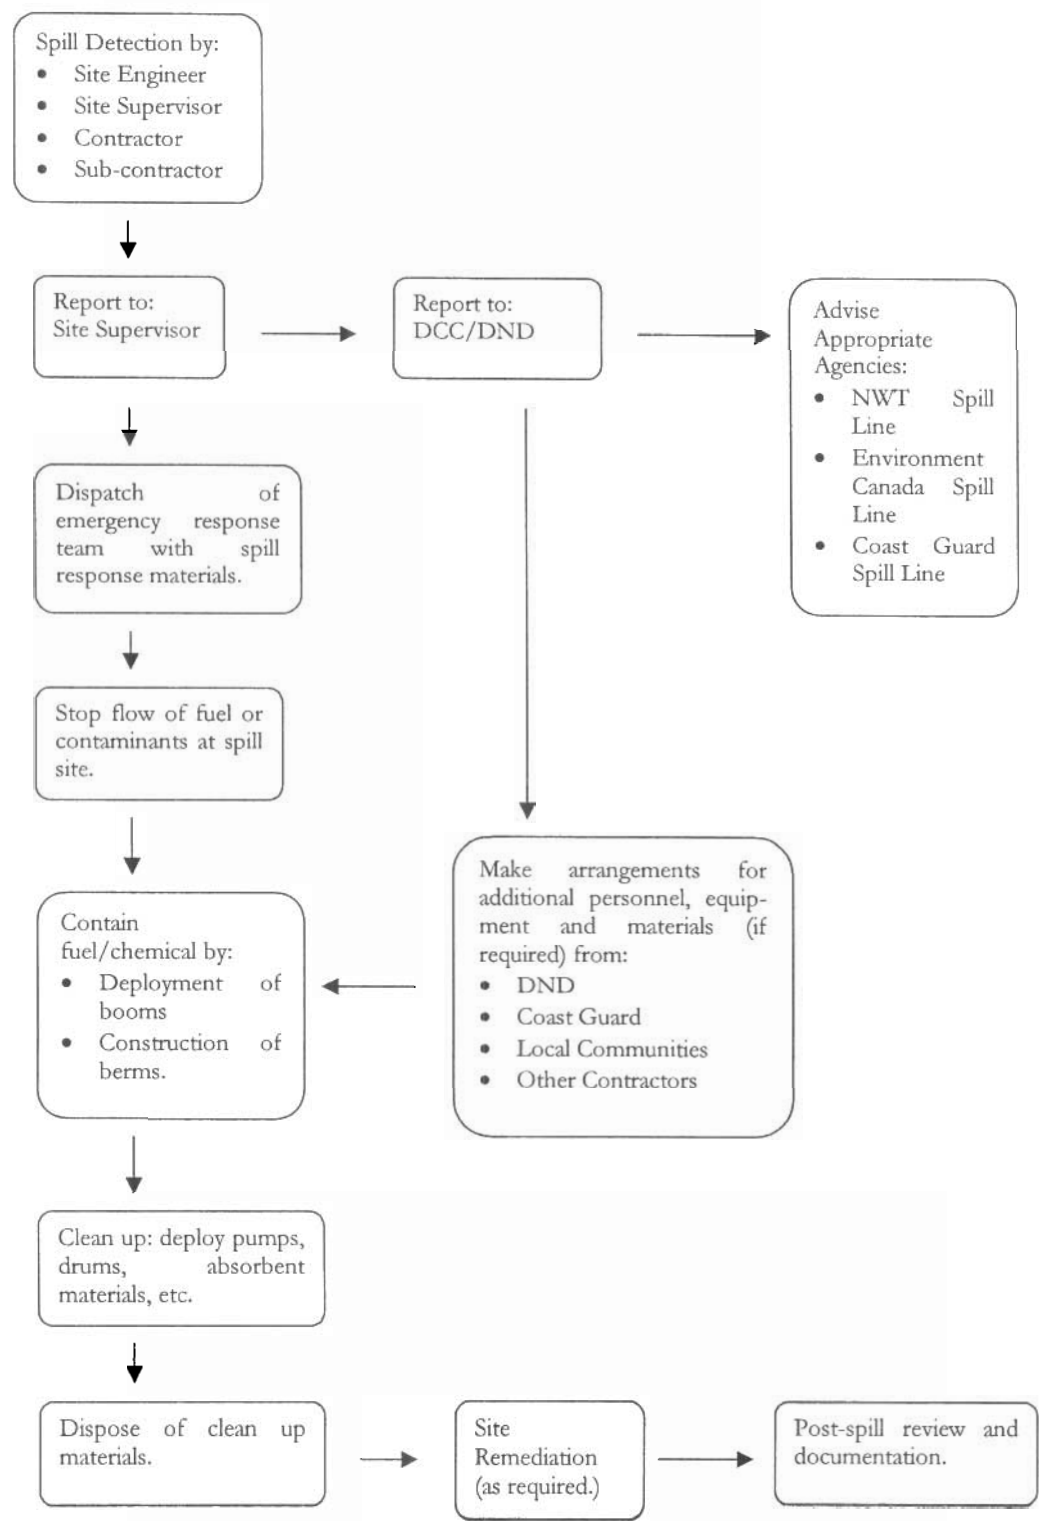 Spill Detection by:
• Site Engineer
• Site Supervisor
• Contractor
• Sub-contractor
Report to:
Site Supervisor
Report to:
DCC/DND
Advise
Appropriate
Agencies:
• NWT Spill
Line
• Environment
Canada Spill
Line
• Coast Guard
Spill Line
Dispatch of
emergency response
team with spill
response materials.
Stop flow of fuel or
contaminants at spill
site.
Make arrangements for
additional personnel, equip-
ment and materials (if
required) from:
• DND
• Coast Guard
• Local Communities
• Other Contractors
Contain
fuel/chemical by:
• Deployment of
booms
• Construction of
berms.
Clean up: deploy pumps,
drums, absorbent
materials, etc.
Dispose of clean up
materials.
Site
Remediation
(as required.)
Post-spill review and
documentation.